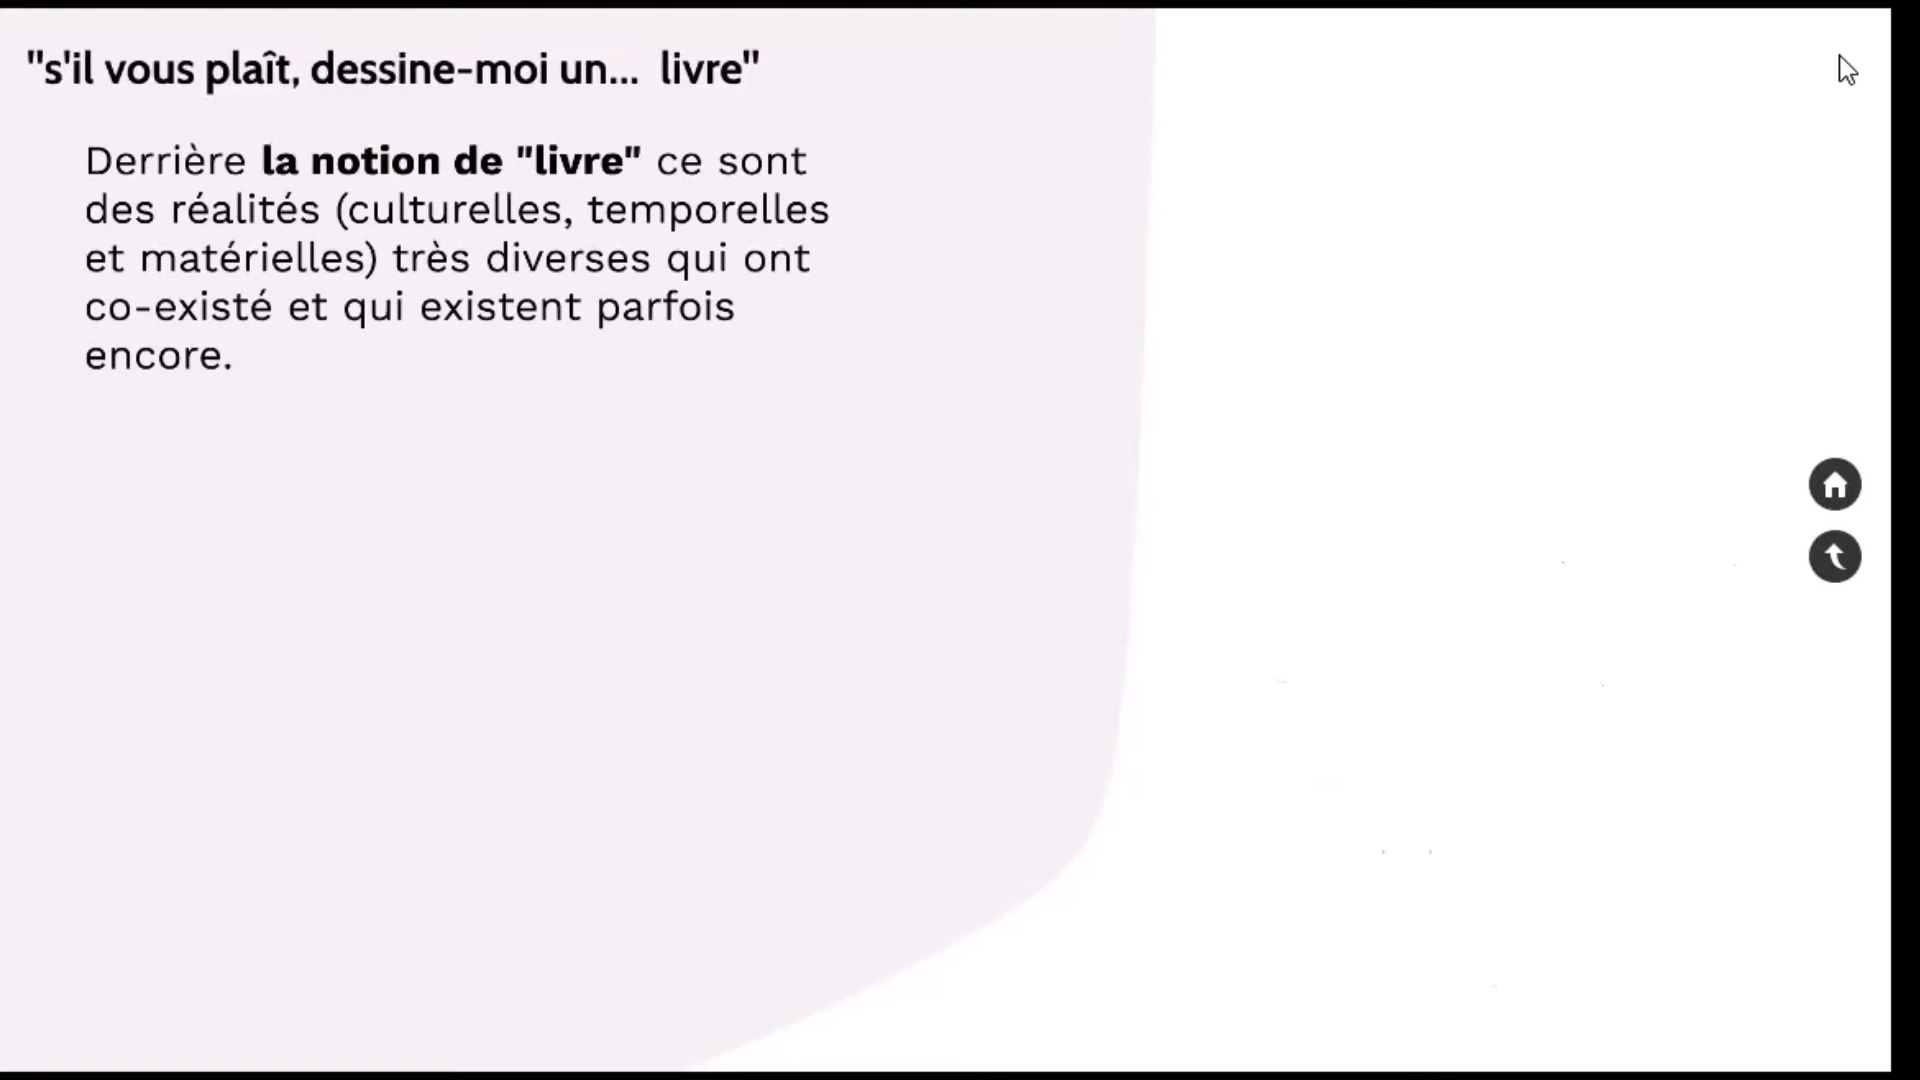 "s'il vous plaît, dessine-moi un... livre"
Derrière la notion de "livre" ce sont
des réalités (culturelles, temporelles
et matérielles) très diverses qui ont
co-existé et qui existent parfois
encore.